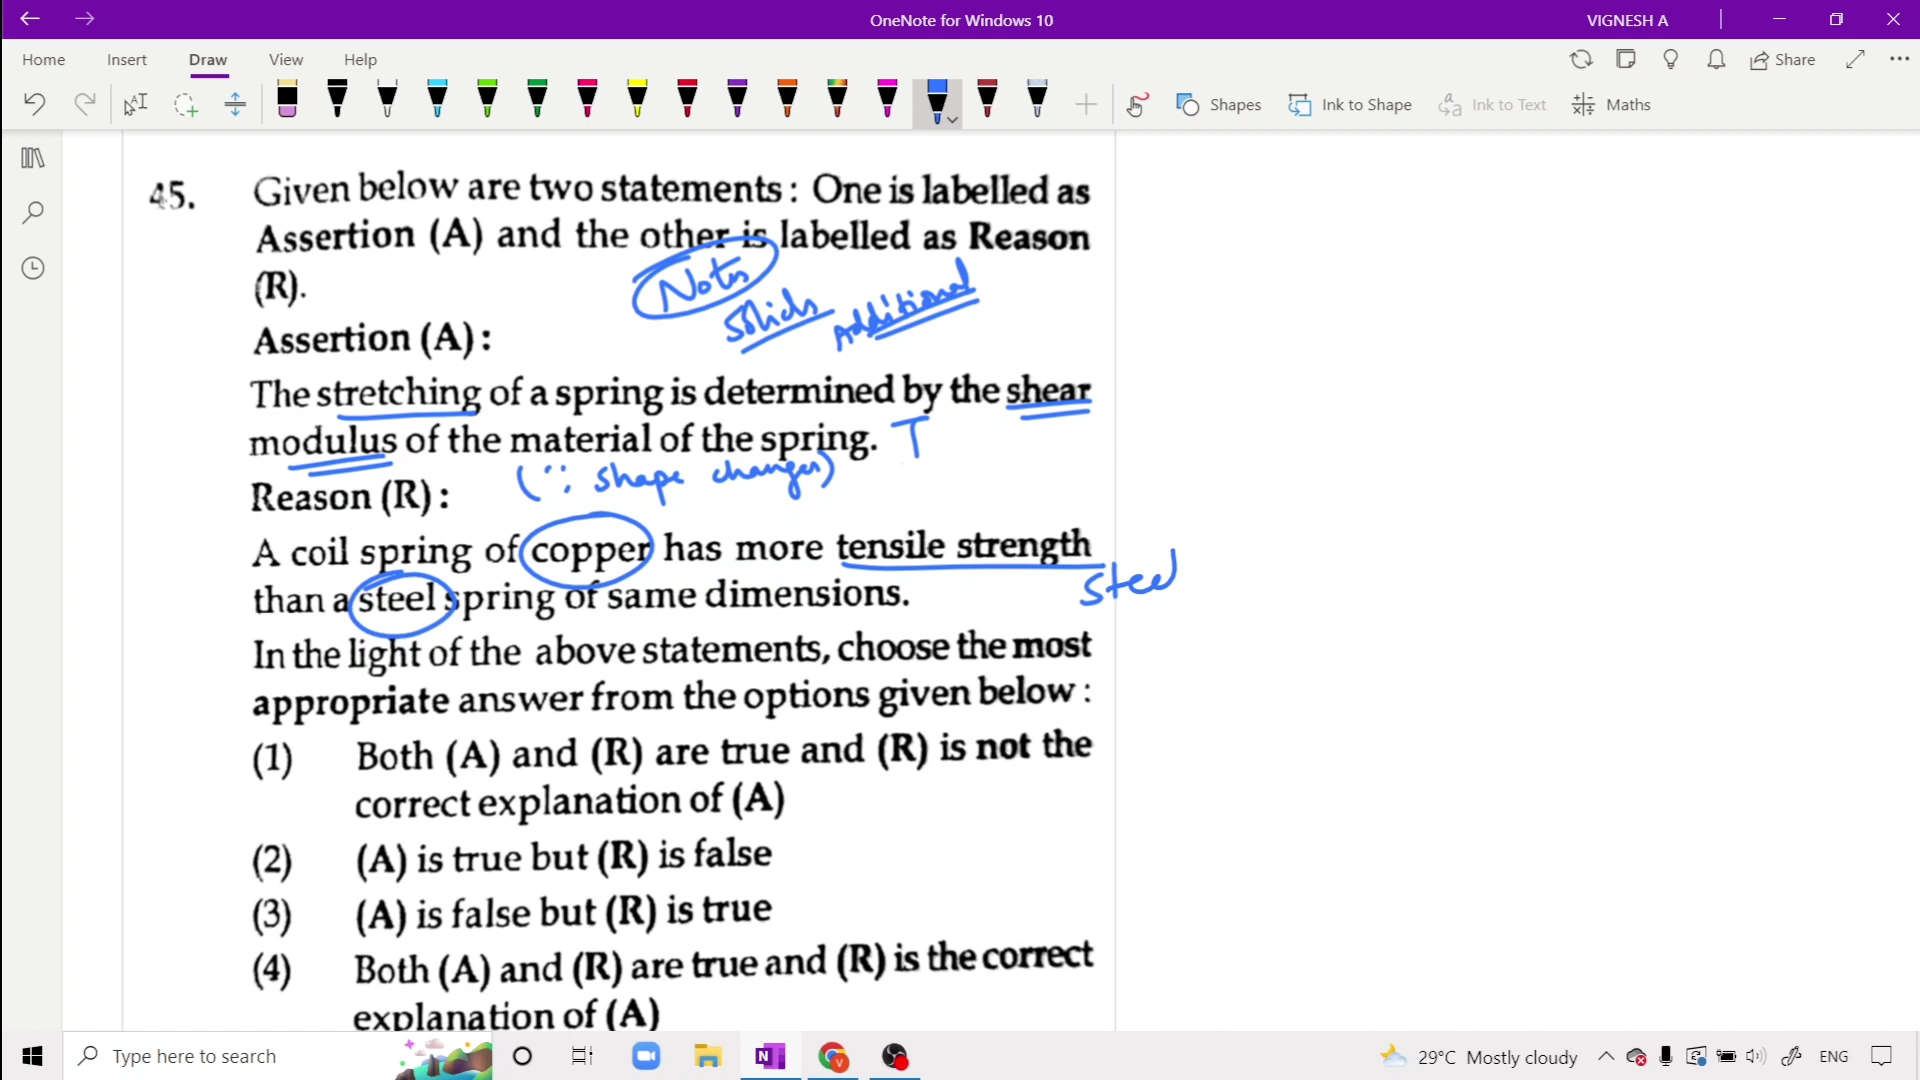 OneNote for Windows 10
VIGNESH A
Home Insert Draw View Help
Share
Shapes Ink to Shape Ink to Text Maths
45. Given below are two statements : One is labelled as
Assertion (A) and the other is labelled as Reason
(R).
Notes
solids
Additional
Assertion (A) :
The stretching of a spring is determined by the shear
modulus of the material of the spring. T
(∵ shape changes)
Reason (R) :
A coil spring of copper has more tensile strength
steel
than a steel spring of same dimensions.
In the light of the above statements, choose the most
appropriate answer from the options given below :
(1) Both (A) and (R) are true and (R) is not the
correct explanation of (A)
(2) (A) is true but (R) is false
(3) (A) is false but (R) is true
(4) Both (A) and (R) are true and (R) is the correct
explanation of (A)
Type here to search
29°C Mostly cloudy
ENG